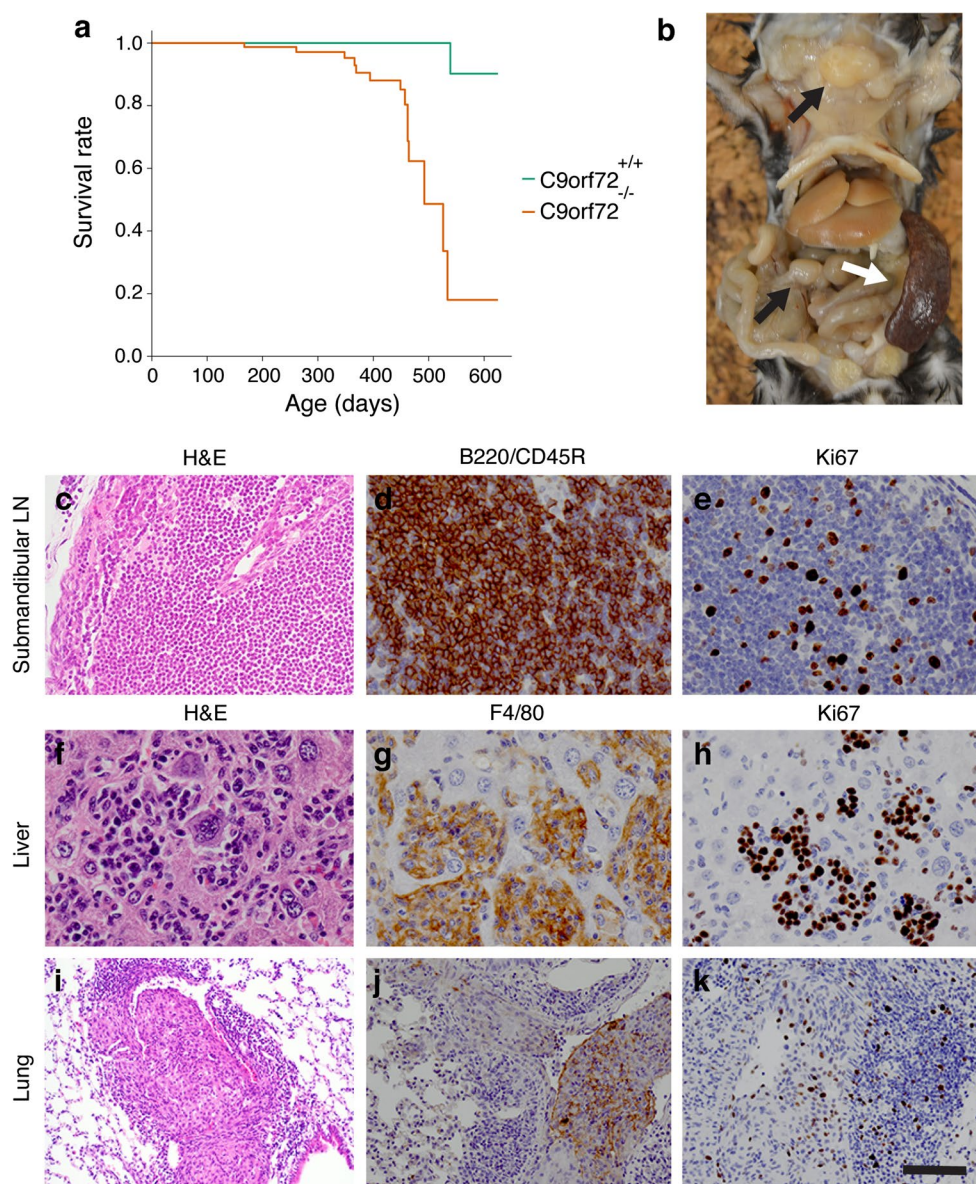 a
1.0
0.8
0.6
0.4
0.2
0.0
Survival rate
0 100 200 300 400 500 600
Age (days)
C9orf72+/+
C9orf72-/-
b
H&E B220/CD45R Ki67
Submandibular LN
c d e
H&E F4/80 Ki67
Liver
f g h
Lung
i j k